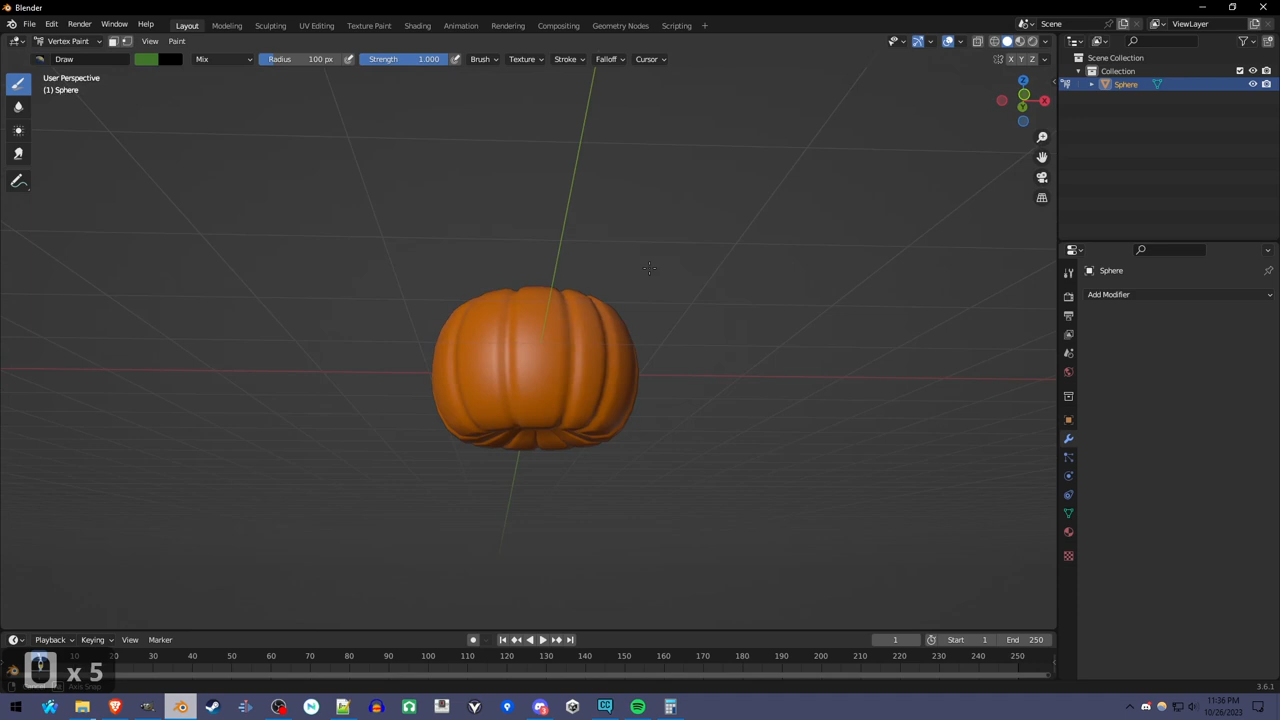 Blender
File Edit Render Window Help Layout Modeling Sculpting UV Editing Texture Paint Shading Animation Rendering Compositing Geometry Nodes Scripting + Scene ViewLayer
Vertex Paint View Paint
Draw Mix Radius 100 px Strength 1.000 Brush Texture Stroke Falloff Cursor X Y Z
User Perspective
(1) Sphere
Z
X
Y
Scene Collection
Collection
Sphere
Sphere
Add Modifier
Playback Keying View Marker 1 Start 1 End 250
20 30 40 50 60 70 80 90 100 110 120 130 140 150 160 170 180 190 200 210 220 230 240 250
x 5
Axis Snap 3.6.1
11:36 PM
10/26/2023